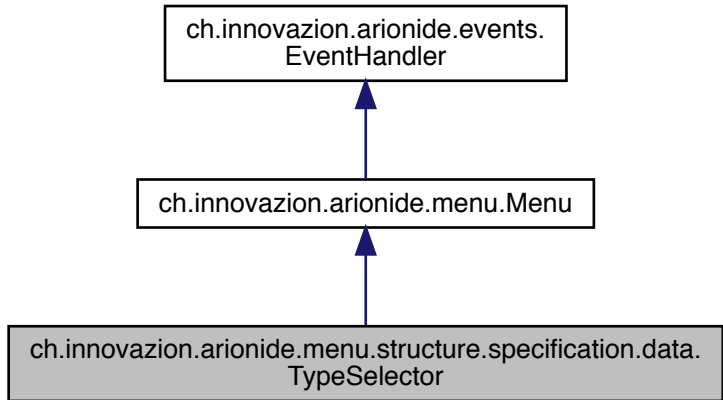 ch.innovazion.arionide.events.
EventHandler
ch.innovazion.arionide.menu.Menu
ch.innovazion.arionide.menu.structure.specification.data.
TypeSelector